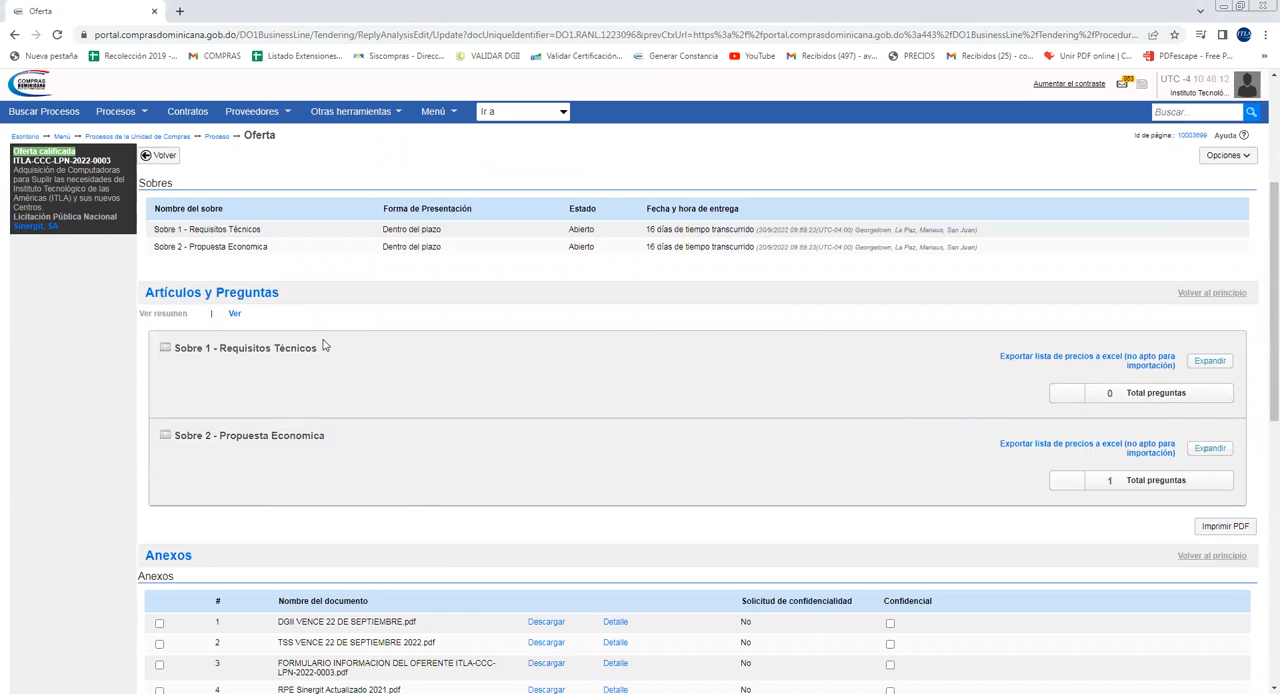 Oferta
portal.comprasdominicana.gob.do/DO1BusinessLine/Tendering/ReplyAnalysisEdit/Update?docUniqueIdentifier=DO1.RANL.1223096&prevCtxUrl=https%3a%2f%2fportal.comprasdominicana.gob.do%3a443%2fDO1BusinessLine%2fTendering%2fProcedur...
Nueva pestaña
Recolección 2019 -...
COMPRAS
Listado Extensiones...
Siscompras - Direcc...
VALIDAR DGII
Validar Certificación...
Generar Constancia
YouTube
Recibidos (497) - av...
PRECIOS
Recibidos (25) - co...
Unir PDF online | C...
PDFescape - Free P...
COMPRAS
DOMINICANA
Aumentar el contraste
UTC -4 10:48:12
Instituto Tecnoló...
Buscar Procesos
Procesos
Contratos
Proveedores
Otras herramientas
Menú
Ir a
Buscar...
Escritorio → Menú → Procesos de la Unidad de Compras → Proceso → Oferta
Id de página:: 10003699 Ayuda
Oferta calificada
ITLA-CCC-LPN-2022-0003
Adquisición de Computadoras
para Suplir las necesidades del
Instituto Tecnológico de las
Américas (ITLA) y sus nuevos
Centros.
Licitación Pública Nacional
Sinergit, SA
Volver
Opciones
Sobres
Nombre del sobre Forma de Presentación Estado Fecha y hora de entrega
Sobre 1 - Requisitos Técnicos Dentro del plazo Abierto 16 días de tiempo transcurrido (20/9/2022 09:59:23(UTC-04:00) Georgetown, La Paz, Manaus, San Juan)
Sobre 2 - Propuesta Economica Dentro del plazo Abierto 16 días de tiempo transcurrido (20/9/2022 09:59:23(UTC-04:00) Georgetown, La Paz, Manaus, San Juan)
Artículos y Preguntas
Volver al principio
Ver resumen | Ver
Sobre 1 - Requisitos Técnicos
Exportar lista de precios a excel (no apto para
importación)
Expandir
0 Total preguntas
Sobre 2 - Propuesta Economica
Exportar lista de precios a excel (no apto para
importación)
Expandir
1 Total preguntas
Imprimir PDF
Anexos
Volver al principio
Anexos
# Nombre del documento Solicitud de confidencialidad Confidencial
1 DGII VENCE 22 DE SEPTIEMBRE.pdf Descargar Detalle No
2 TSS VENCE 22 DE SEPTIEMBRE 2022.pdf Descargar Detalle No
3 FORMULARIO INFORMACION DEL OFERENTE ITLA-CCC-
LPN-2022-0003.pdf Descargar Detalle No
4 RPE Sinergit Actualizado 2021.pdf Descargar Detalle No